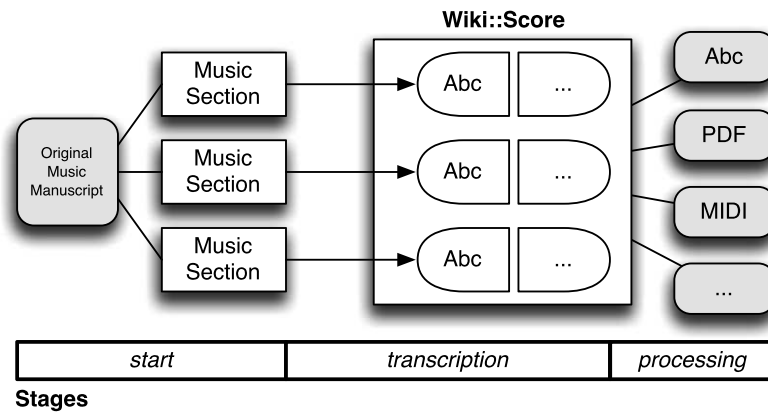 Wiki::Score
Original
Music
Manuscript
Music
Section
Music
Section
Music
Section
Abc
...
Abc
...
Abc
...
Abc
PDF
MIDI
...
start
transcription
processing
Stages